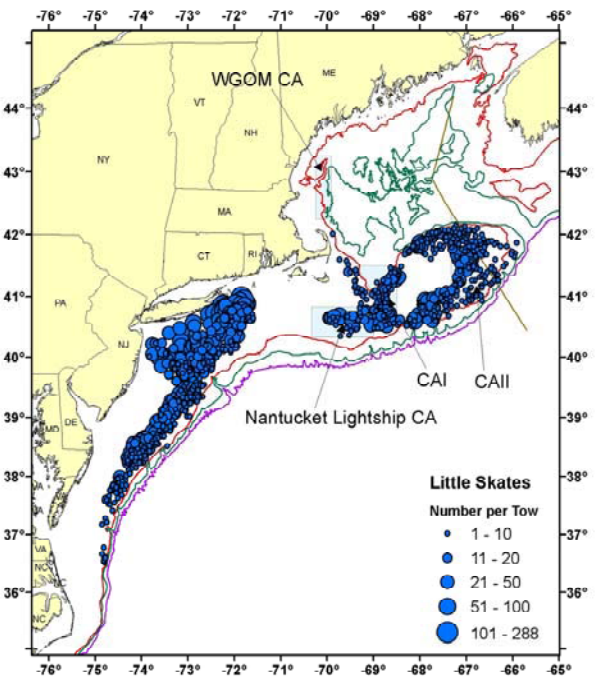 -76° -75° -74° -73° -72° -71° -70° -69° -68° -67° -66° -65°
WGOM CA
ME
VT
44°
44°
NH
NY
43°
43°
MA
42°
42°
CT
RI
PA
41°
41°
NJ
40°
40°
CAI
CAII
Nantucket Lightship CA
39°
39°
MD
DE
38°
38°
Little Skates
Number per Tow
1 - 10
11 - 20
21 - 50
51 - 100
101 - 288
37°
37°
VA
NC
NC
36°
36°
NC
-76° -75° -74° -73° -72° -71° -70° -69° -68° -67° -66° -65°